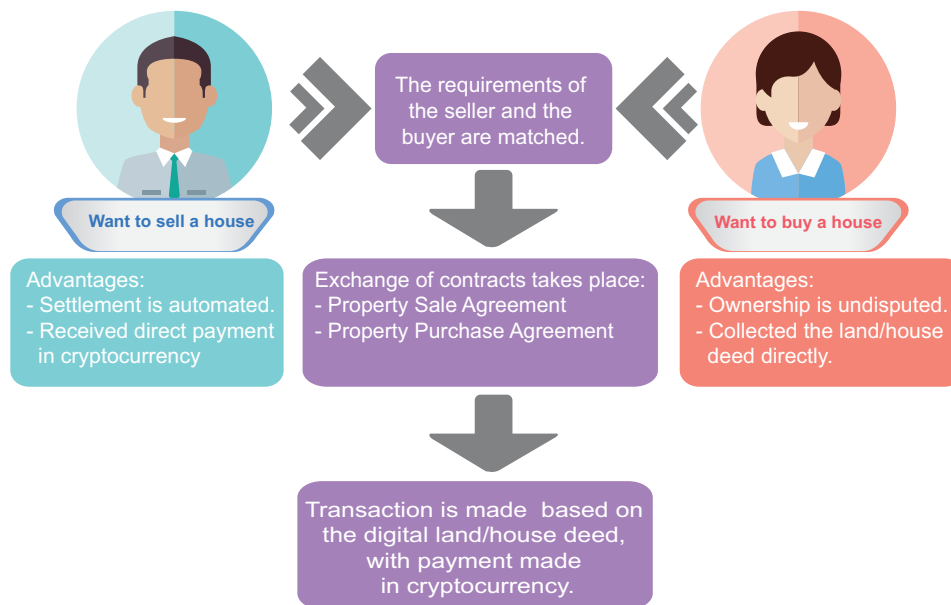 The requirements of
the seller and the
buyer are matched.
Want to sell a house
Want to buy a house
Advantages:
- Settlement is automated.
- Received direct payment
in cryptocurrency
Exchange of contracts takes place:
- Property Sale Agreement
- Property Purchase Agreement
Advantages:
- Ownership is undisputed.
- Collected the land/house
deed directly.
Transaction is made based on
the digital land/house deed,
with payment made
in cryptocurrency.